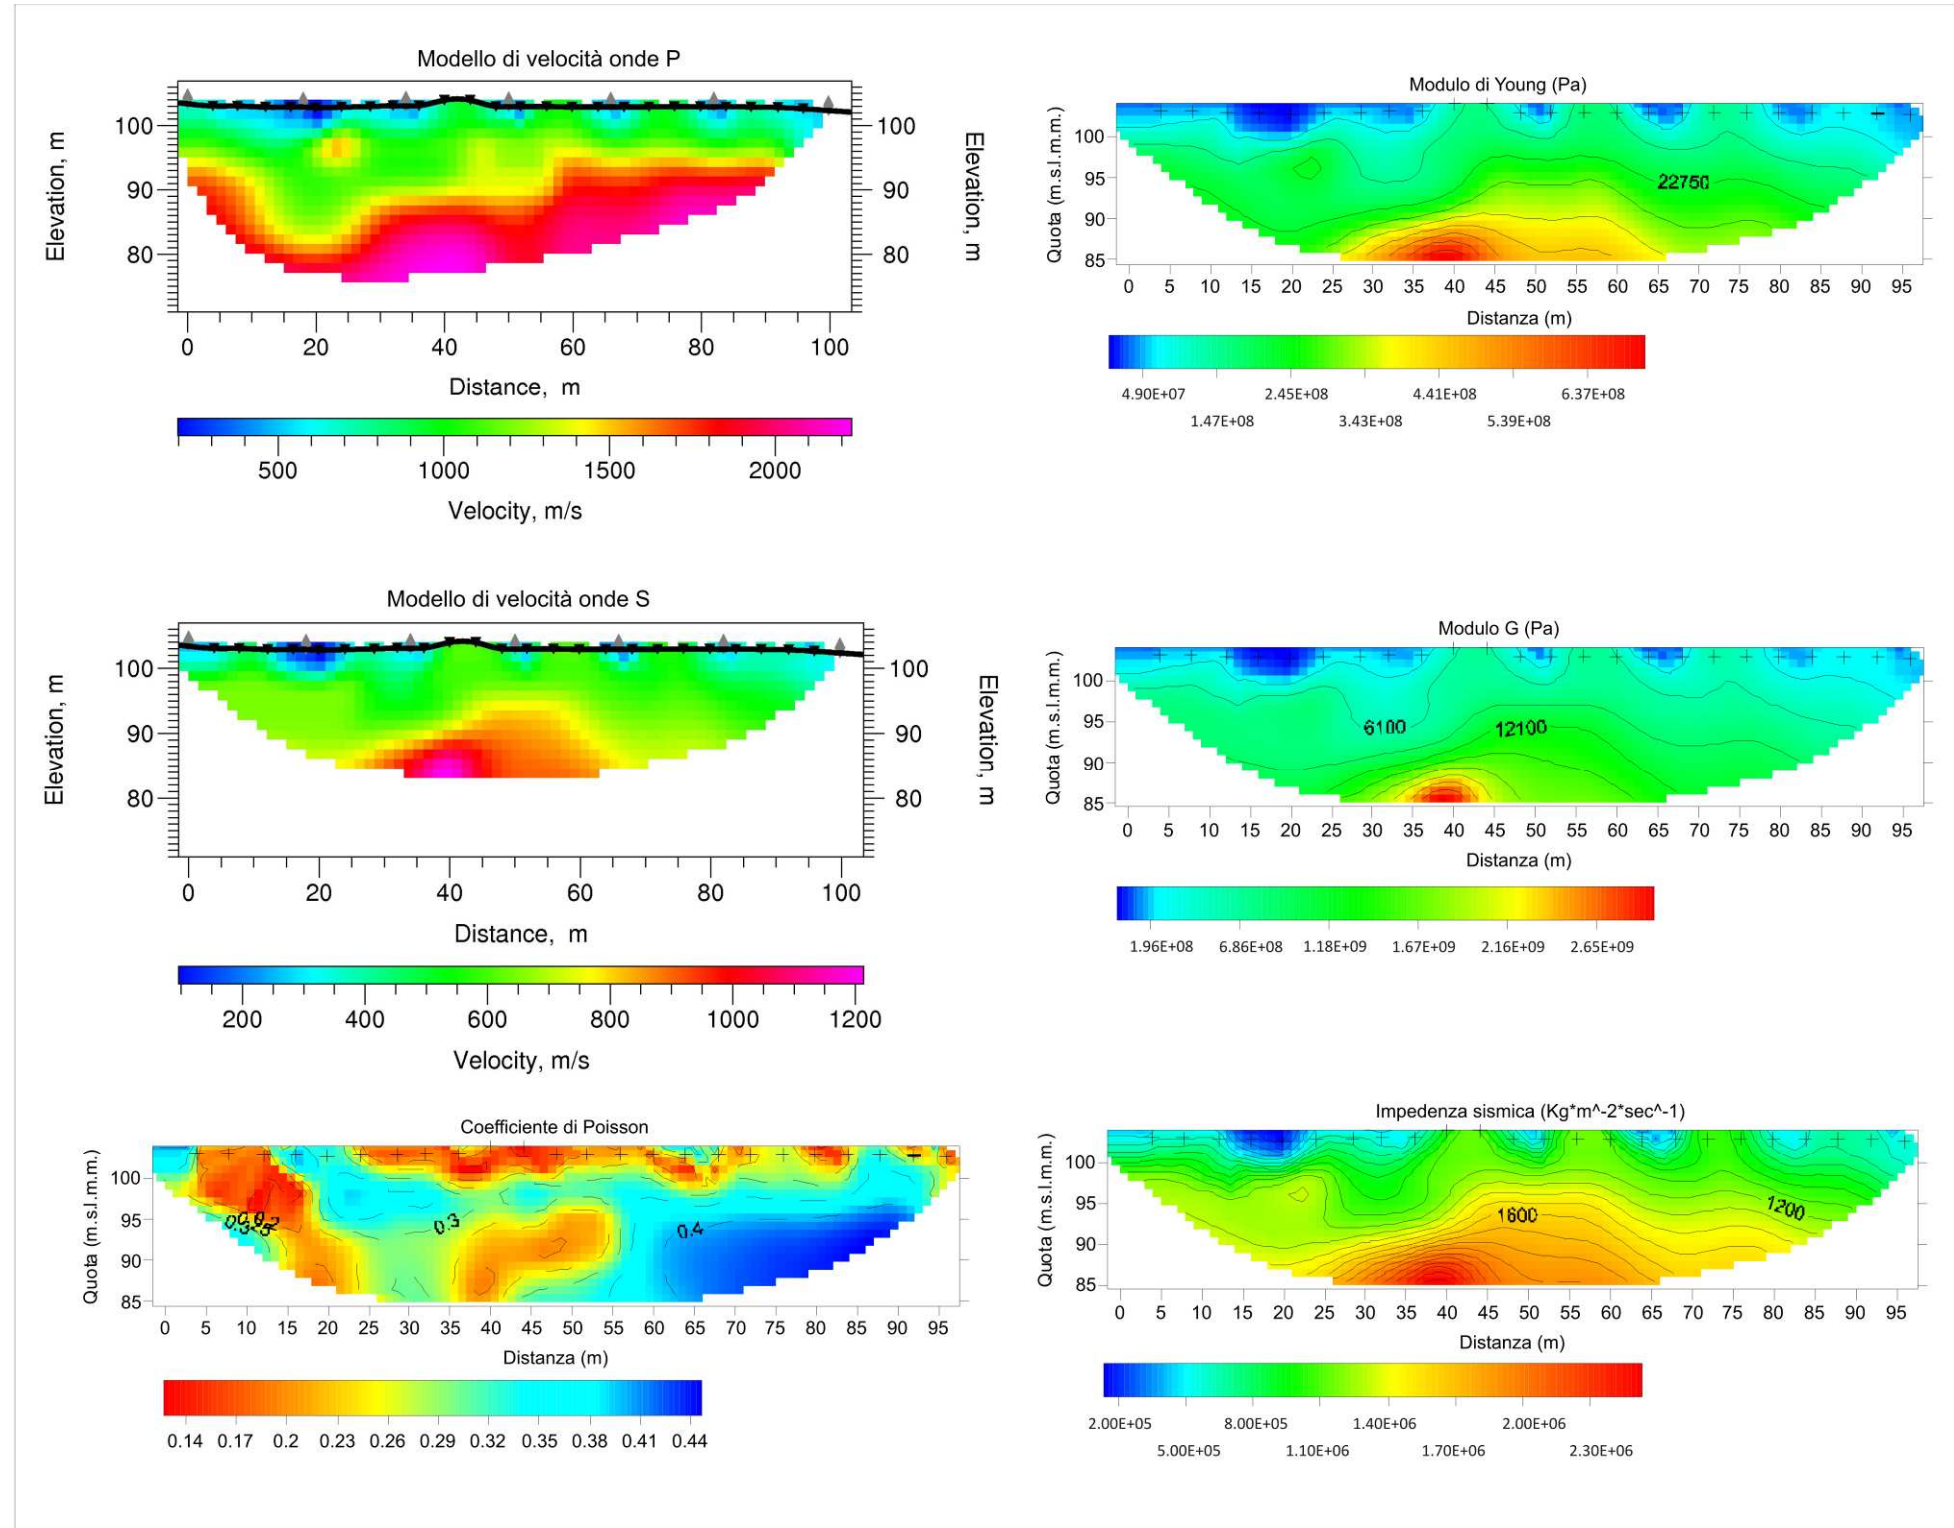 Modello di velocità onde P
100
90
80
100
90
80
Elevation, m
Elevation, m
0 20 40 60 80 100
Distance, m
500 1000 1500 2000
Velocity, m/s
Modello di velocità onde S
100
90
80
100
90
80
Elevation, m
Elevation, m
0 20 40 60 80 100
Distance, m
200 400 600 800 1000 1200
Velocity, m/s
Coefficiente di Poisson
Quota (m.s.l.m.m.)
100
95
90
85
0.3
0.4
0 5 10 15 20 25 30 35 40 45 50 55 60 65 70 75 80 85 90 95
Distanza (m)
0.14 0.17 0.2 0.23 0.26 0.29 0.32 0.35 0.38 0.41 0.44
Modulo di Young (Pa)
Quota (m.s.l.m.m.)
100
95
90
85
22750
0 5 10 15 20 25 30 35 40 45 50 55 60 65 70 75 80 85 90 95
Distanza (m)
4.90E+07 2.45E+08 4.41E+08 6.37E+08
1.47E+08 3.43E+08 5.39E+08
Modulo G (Pa)
Quota (m.s.l.m.m.)
100
95
90
85
6100 12100
0 5 10 15 20 25 30 35 40 45 50 55 60 65 70 75 80 85 90 95
Distanza (m)
1.96E+08 6.86E+08 1.18E+09 1.67E+09 2.16E+09 2.65E+09
Impedenza sismica (Kg*m^-2*sec^-1)
Quota (m.s.l.m.m.)
100
95
90
85
1600 1200
0 5 10 15 20 25 30 35 40 45 50 55 60 65 70 75 80 85 90 95
Distanza (m)
2.00E+05 8.00E+05 1.40E+06 2.00E+06
5.00E+05 1.10E+06 1.70E+06 2.30E+06